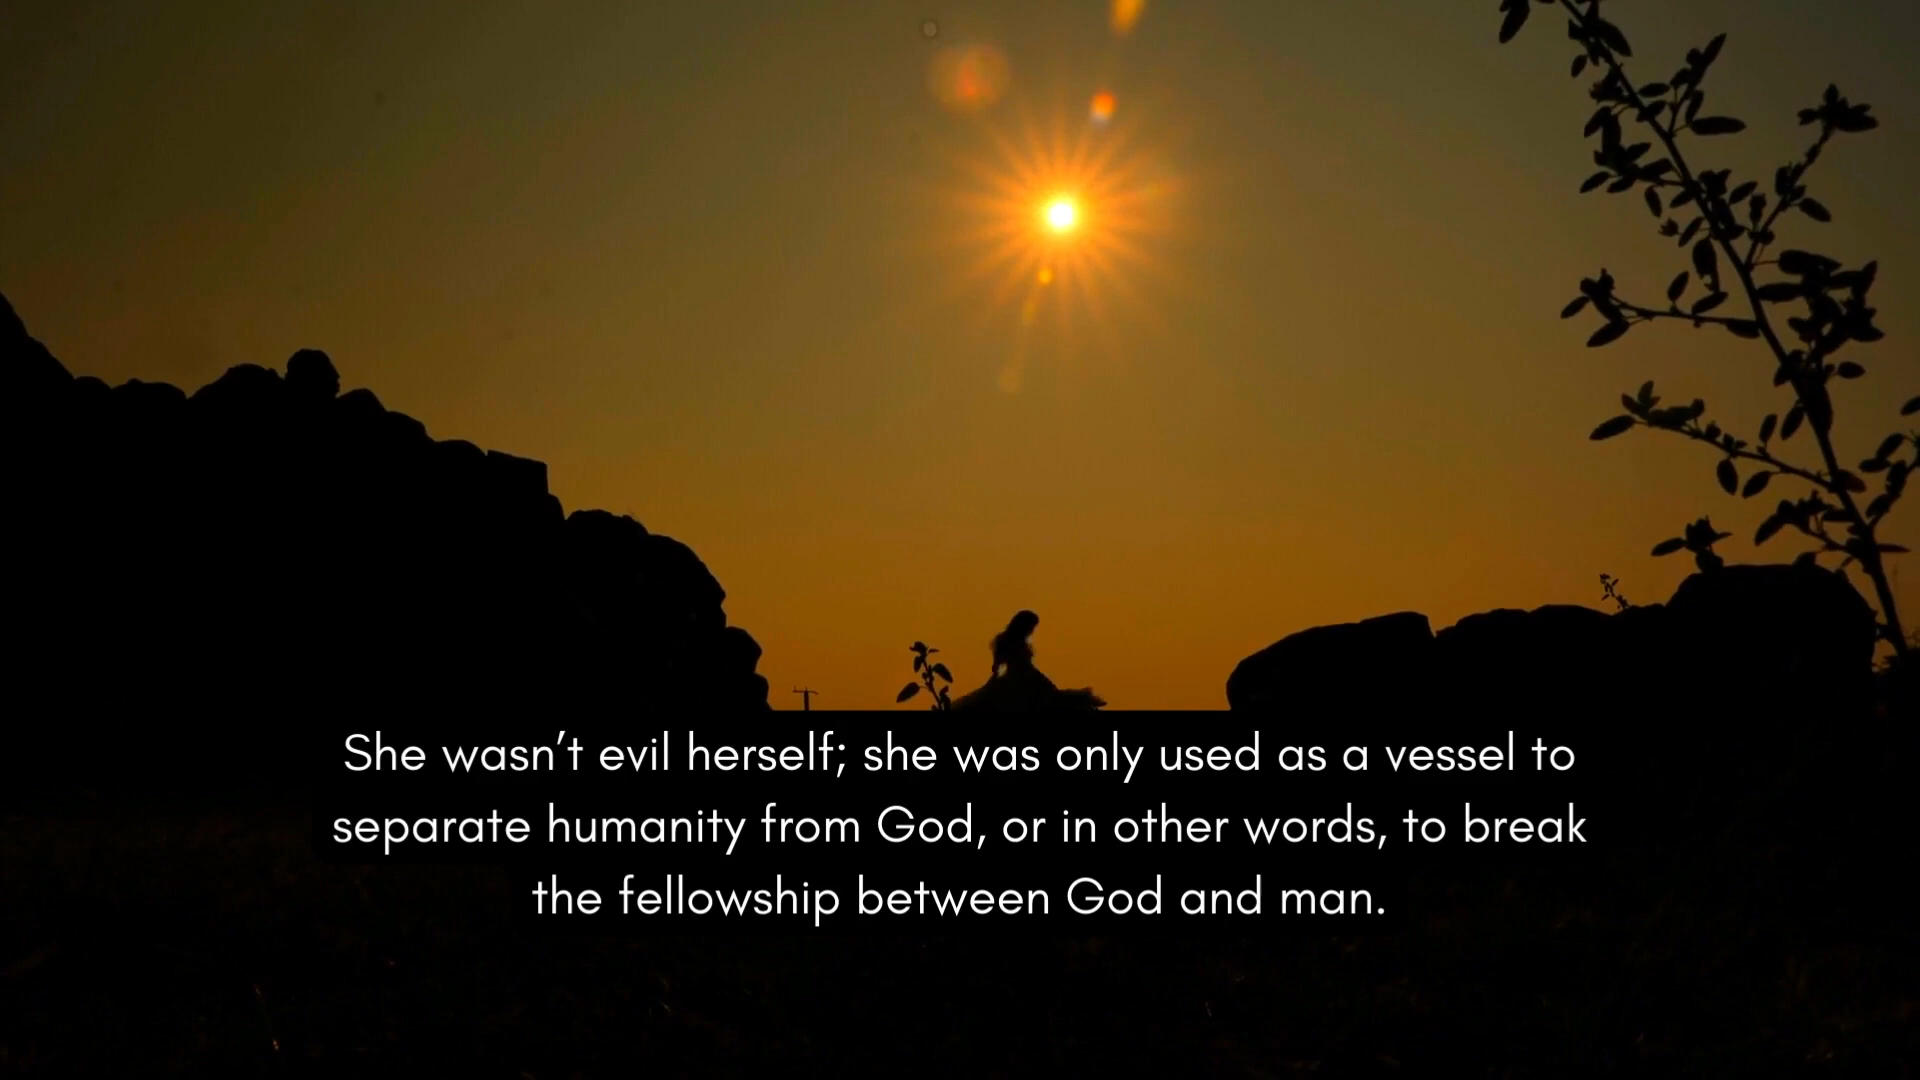 She wasn’t evil herself; she was only used as a vessel to
separate humanity from God, or in other words, to break
the fellowship between God and man.